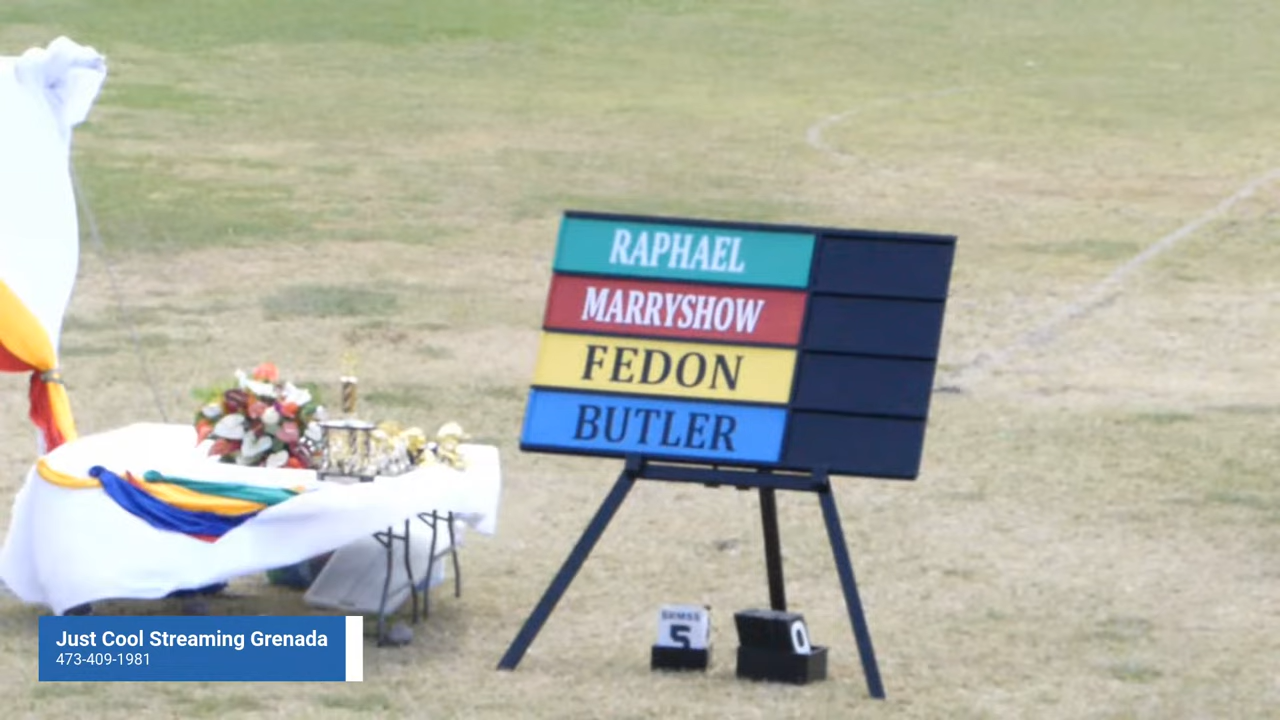 RAPHAEL
MARRYSHOW
FEDON
BUTLER
5
0
Just Cool Streaming Grenada
473-409-1981